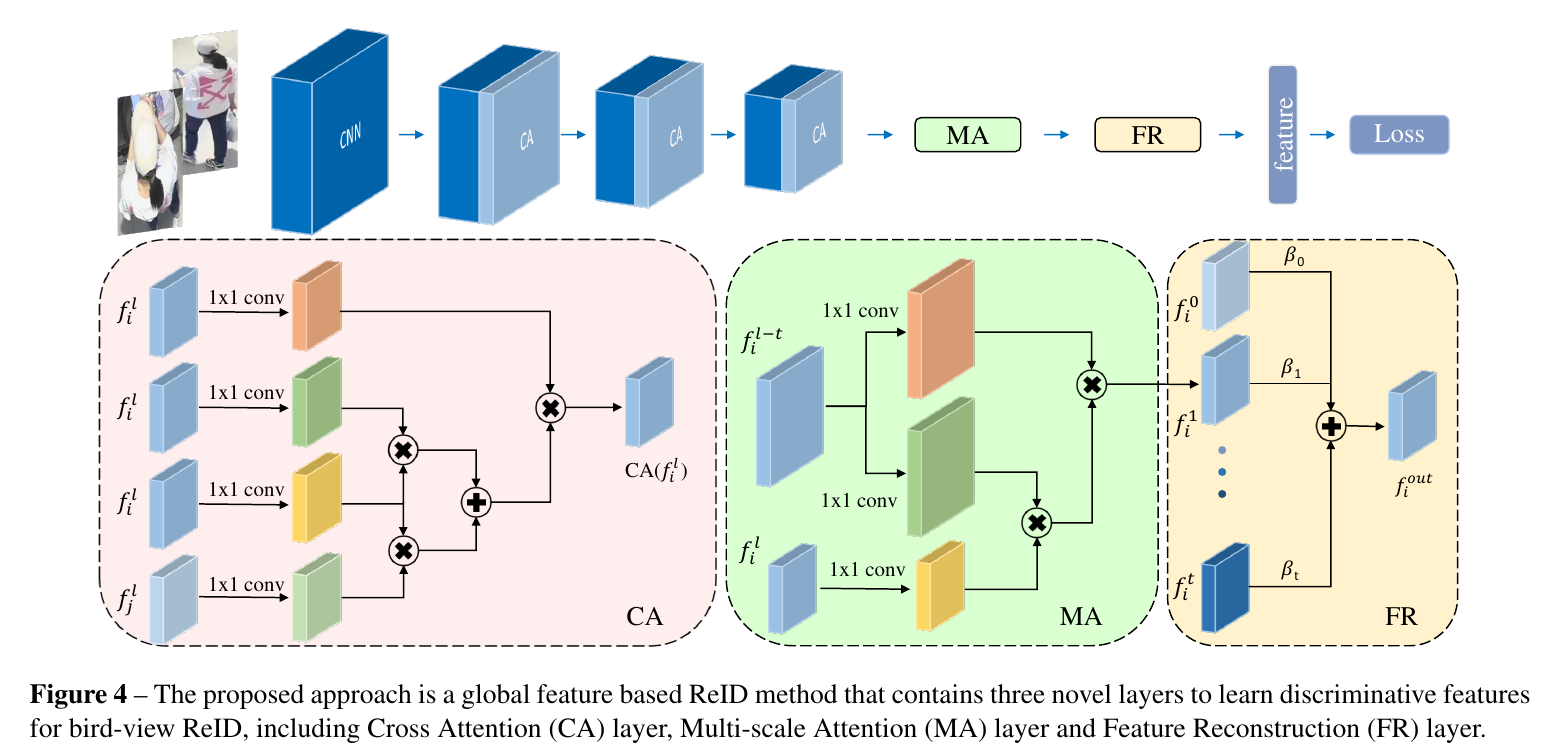 CNN
CA
CA
CA
MA
FR
feature
Loss
f_i^l
1x1 conv
f_i^l
1x1 conv
f_i^l
1x1 conv
f_j^l
1x1 conv
CA(f_i^l)
CA
f_i^{l-t}
1x1 conv
1x1 conv
f_i^l
1x1 conv
MA
f_i^0
β_0
f_i^1
β_1
f_i^t
β_t
f_i^{out}
FR
Figure 4 – The proposed approach is a global feature based ReID method that contains three novel layers to learn discriminative features
for bird-view ReID, including Cross Attention (CA) layer, Multi-scale Attention (MA) layer and Feature Reconstruction (FR) layer.